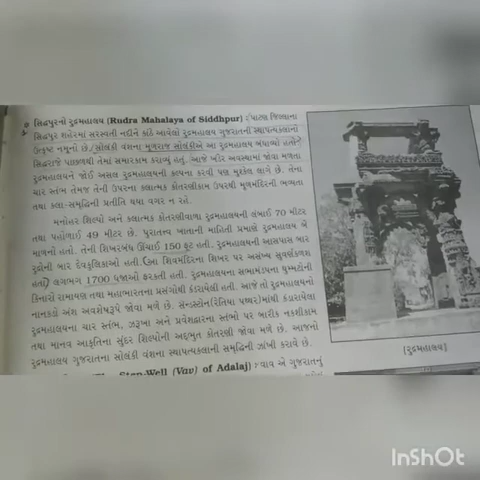 સિદ્ધપુરનો રુદ્રમહાલય (Rudra Mahalaya of Siddhpur) : પાટણ જિલ્લાના
સિદ્ધપુર શહેરમાં સરસ્વતી નદીને કાંઠે આવેલો રુદ્રમહાલય ગુજરાતની સ્થાપત્યકલાનો
ઉત્કૃષ્ટ નમૂનો છે. સોલંકી વંશના મૂળરાજ સોલંકીએ આ રુદ્રમહાલય બંધાવ્યો હતો.
સિદ્ધરાજે પાછળથી તેમાં સમારકામ કરાવ્યું હતું. આજે ખીર અવસ્થામાં જોવા મળતા
રુદ્રમહાલયને જોઈ અસલ રુદ્રમહાલયની કલ્પના કરવી પણ મુશ્કેલ લાગે છે. તેના
ચાર સ્તંભ તેમજ તેની ઉપરના કલાત્મક કોતરણીકામ ઉપરથી મૂળમંદિરની ભવ્યતા
તથા કલા-સમૃદ્ધિની પ્રતીતિ થયા વગર ન રહે.
મનોહર શિલ્પો અને કલાત્મક કોતરણીવાળા રુદ્રમહાલયની લંબાઈ 70 મીટર
તથા પહોળાઈ 49 મીટર છે. પુરાતત્ત્વ ખાતાની માહિતી પ્રમાણે રુદ્રમહાલય બે
માળનો હતો. તેની શિખરબંધ ઊંચાઈ 150 ફૂટ હતી. રુદ્રમહાલયની આસપાસ બાર
રુદ્રોની બાર દેવકુલિકાઓ હતી. આ શિવમંદિરના શિખર પર અસંખ્ય સુવર્ણકળશ
હતા. લગભગ 1700 ધજાઓ ફરકતી હતી. રુદ્રમહાલયના સભામંડપના ઘુમ્મટોની
કિનારો રામાયણ તથા મહાભારતના પ્રસંગોથી કંડારાયેલી હતી. આજે તો રુદ્રમહાલયનો
નાનકડો અંશ અવશેષરૂપે જોવા મળે છે. સેન્ડસ્ટોન(રેતિયા પથ્થર)માંથી કંડારાયેલા
રુદ્રમહાલયના ચાર સ્તંભ, ઝરૂખા અને પ્રવેશદ્વારના સ્તંભો પર બારીક નકશીકામ
તથા માનવ આકૃતિના સુંદર શિલ્પોની અદ્ભુત કોતરણી જોવા મળે છે. આજનો
રુદ્રમહાલય ગુજરાતના સોલંકી વંશના સ્થાપત્યકલાની સમૃદ્ધિની ઝાંખી કરાવે છે.
[રુદ્રમહાલય]
Step-Well (Vav) of Adalaj) : વાવ એ ગુજરાતનું
InShOt